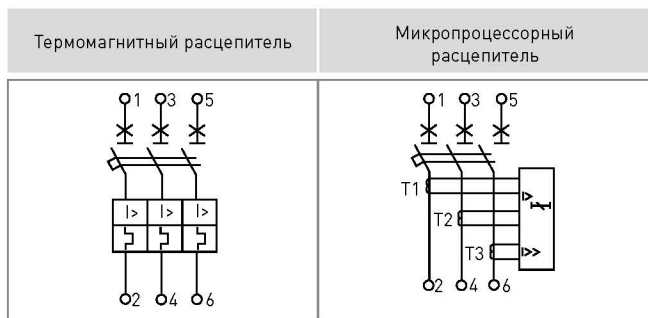 Термомагнитный расцепитель
Микропроцессорный
расцепитель
1 3 5
I> I> I>
2 4 6
1 3 5
T1
I>
T2
T3
I>>
2 4 6